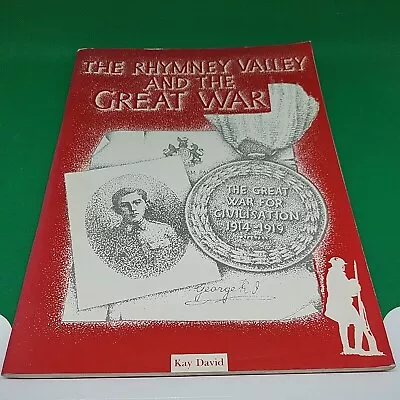 THE RHYMNEY VALLEY
AND THE
GREAT WAR
THE GREAT
WAR FOR
CIVILISATION
1914-1919
George R.I.
Kay David